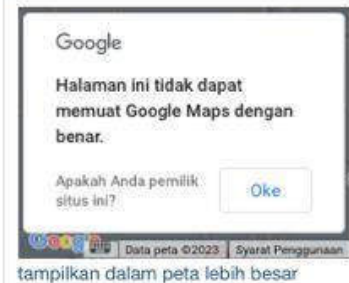 Google
Halaman ini tidak dapat
memuat Google Maps dengan
benar.
Apakah Anda pemilik
situs ini?
Oke
Google
Data peta ©2023
Syarat Penggunaan
tampilkan dalam peta lebih besar